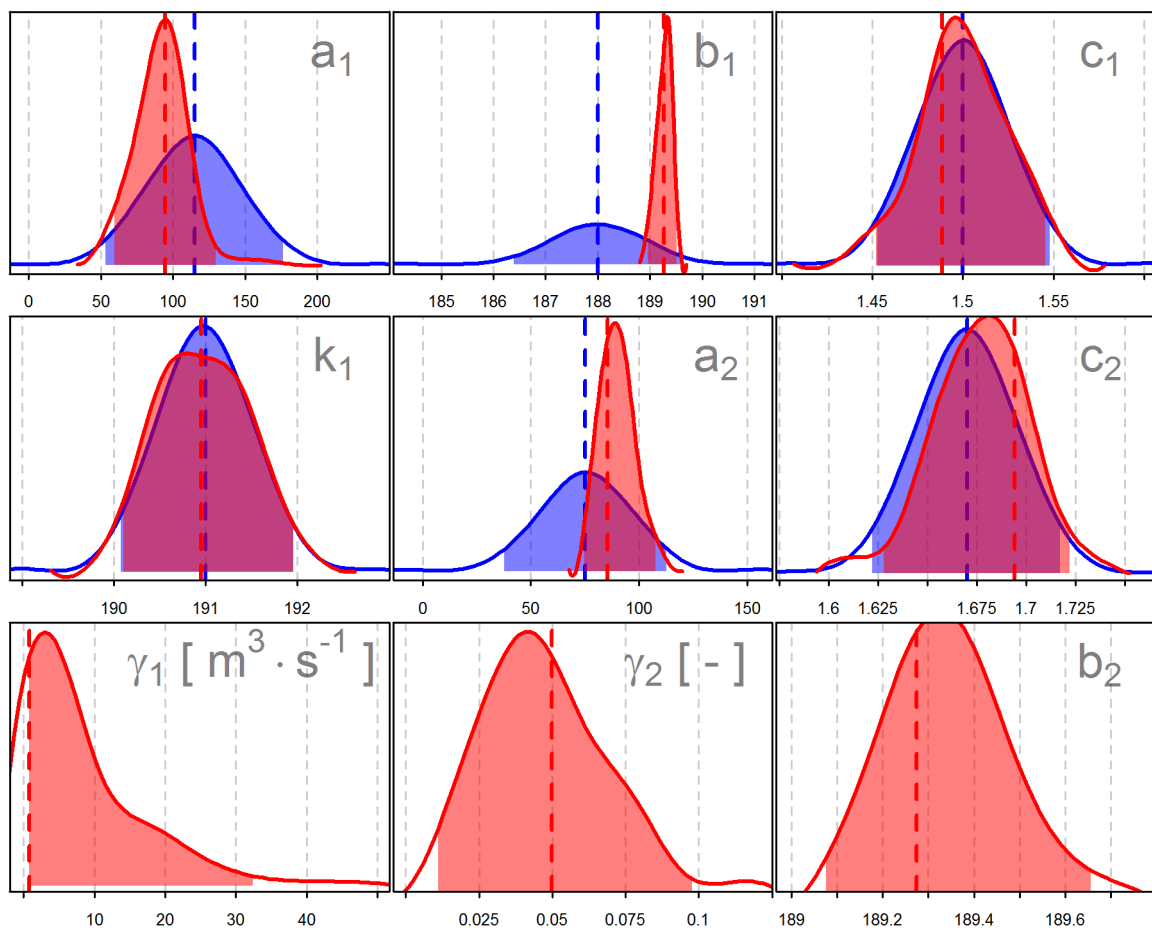 a₁
b₁
c₁
0 50 100 150 200
185 186 187 188 189 190 191
1.45 1.5 1.55
k₁
a₂
c₂
190 191 192
0 50 100 150
1.6 1.625 1.675 1.7 1.725
γ₁ [ m³ · s⁻¹ ]
γ₂ [ - ]
b₂
10 20 30 40
0.025 0.05 0.075 0.1
189 189.2 189.4 189.6